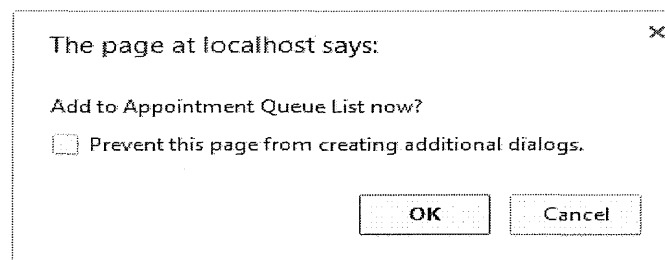 The page at localhost says:
Add to Appointment Queue List now?
Prevent this page from creating additional dialogs.
OK Cancel